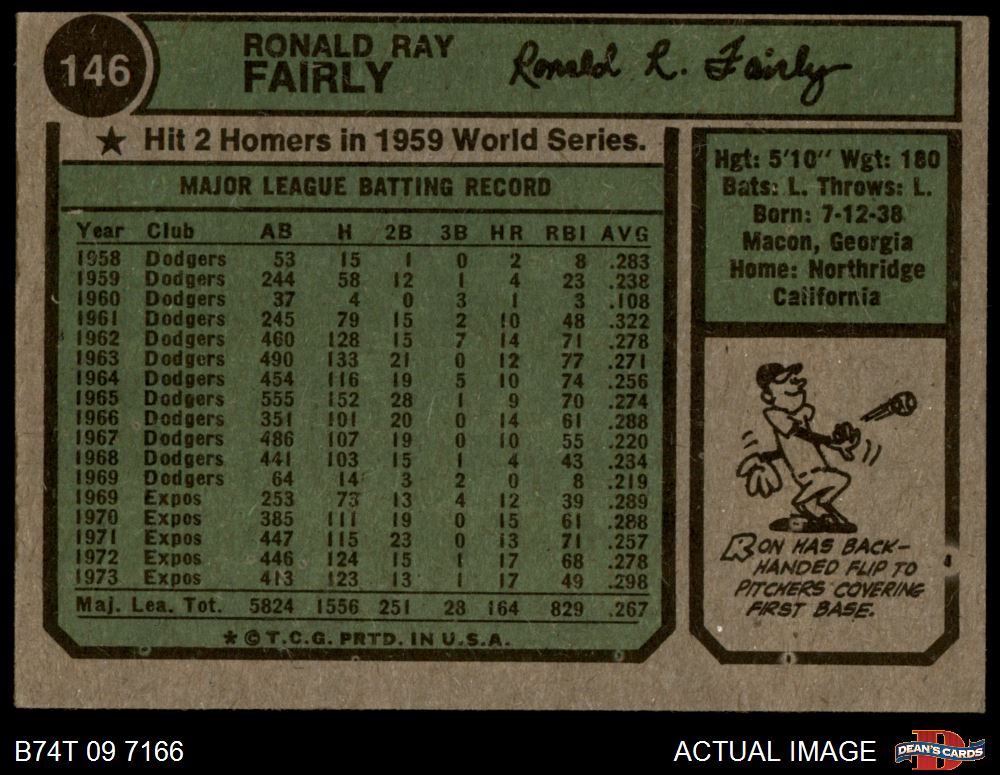 146
RONALD RAY
FAIRLY
Ronald R. Fairly
★ Hit 2 Homers in 1959 World Series.
MAJOR LEAGUE BATTING RECORD
Year Club AB H 2B 3B HR RBI AVG
1958 Dodgers 53 15 1 0 2 8 .283
1959 Dodgers 244 58 12 1 4 23 .238
1960 Dodgers 37 4 0 3 1 3 .108
1961 Dodgers 245 79 15 2 10 48 .322
1962 Dodgers 460 128 15 7 14 71 .278
1963 Dodgers 490 133 21 0 12 77 .271
1964 Dodgers 454 116 19 5 10 74 .256
1965 Dodgers 555 152 28 1 9 70 .274
1966 Dodgers 351 101 20 0 14 61 .288
1967 Dodgers 486 107 19 0 10 55 .220
1968 Dodgers 441 103 15 1 4 43 .234
1969 Dodgers 64 14 3 2 0 8 .219
1969 Expos 253 73 13 4 12 39 .289
1970 Expos 385 111 19 0 15 61 .288
1971 Expos 447 115 23 0 13 71 .257
1972 Expos 446 124 15 1 17 68 .278
1973 Expos 413 123 13 1 17 49 .298
Maj. Lea. Tot. 5824 1556 251 28 164 829 .267
★ © T.C.G. PRTD. IN U.S.A.
Hgt: 5'10" Wgt: 180
Bats: L. Throws: L.
Born: 7-12-38
Macon, Georgia
Home: Northridge
California
RON HAS BACK-
HANDED FLIP TO
PITCHERS COVERING
FIRST BASE.
B74T 09 7166
ACTUAL IMAGE
D
DEAN'S CARDS